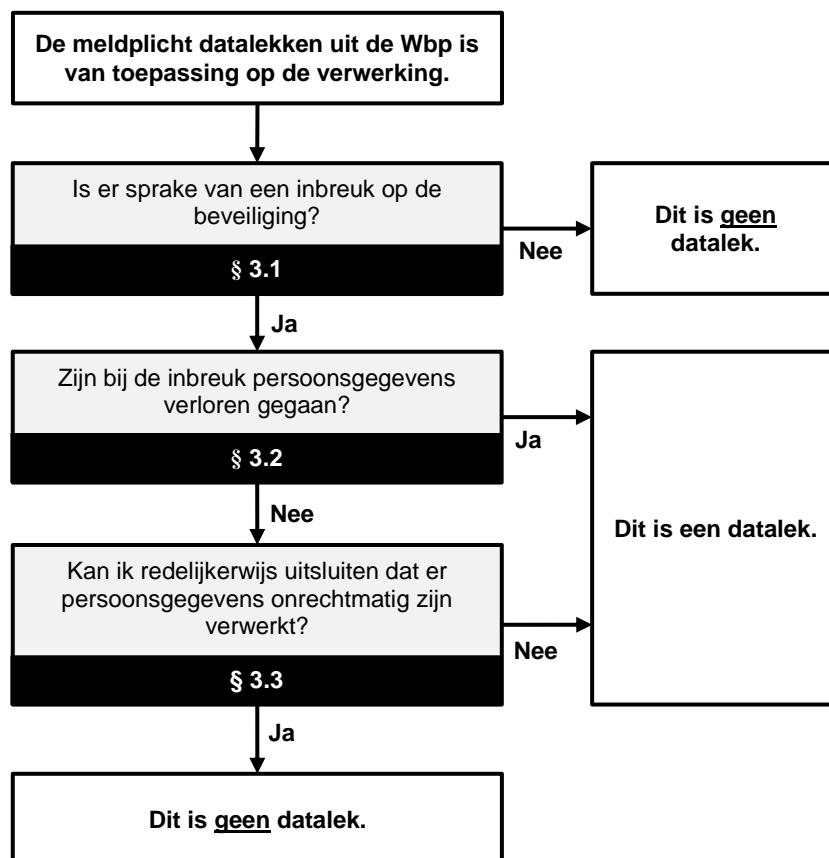 De meldplicht datalekken uit de Wbp is
van toepassing op de verwerking.
Is er sprake van een inbreuk op de
beveiliging?
§ 3.1
Nee
Dit is geen
datalek.
Ja
Zijn bij de inbreuk persoonsgegevens
verloren gegaan?
§ 3.2
Ja
Dit is een datalek.
Nee
Kan ik redelijkerwijs uitsluiten dat er
persoonsgegevens onrechtmatig zijn
verwerkt?
§ 3.3
Nee
Ja
Dit is geen datalek.